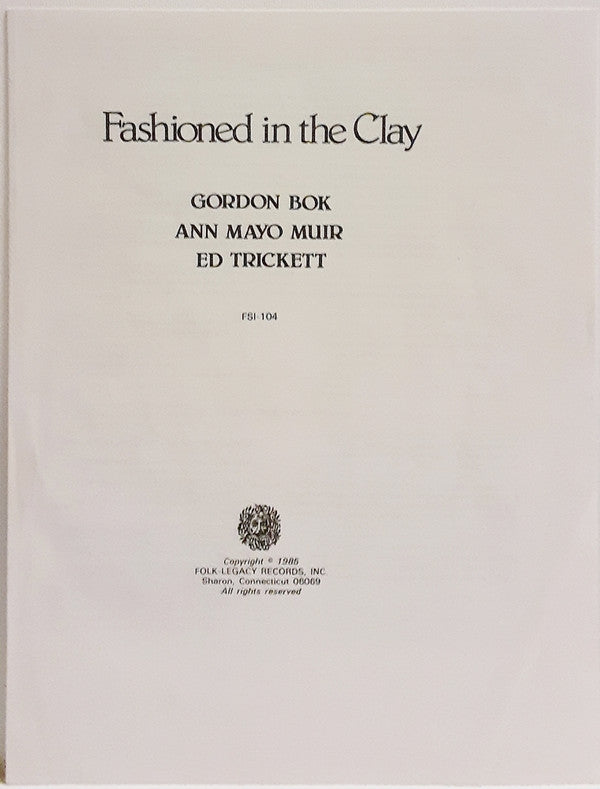 Fashioned in the Clay
GORDON BOK
ANN MAYO MUIR
ED TRICKETT
FSI-104
Copyright © 1985
FOLK-LEGACY RECORDS, INC.
Sharon, Connecticut 06069
All rights reserved